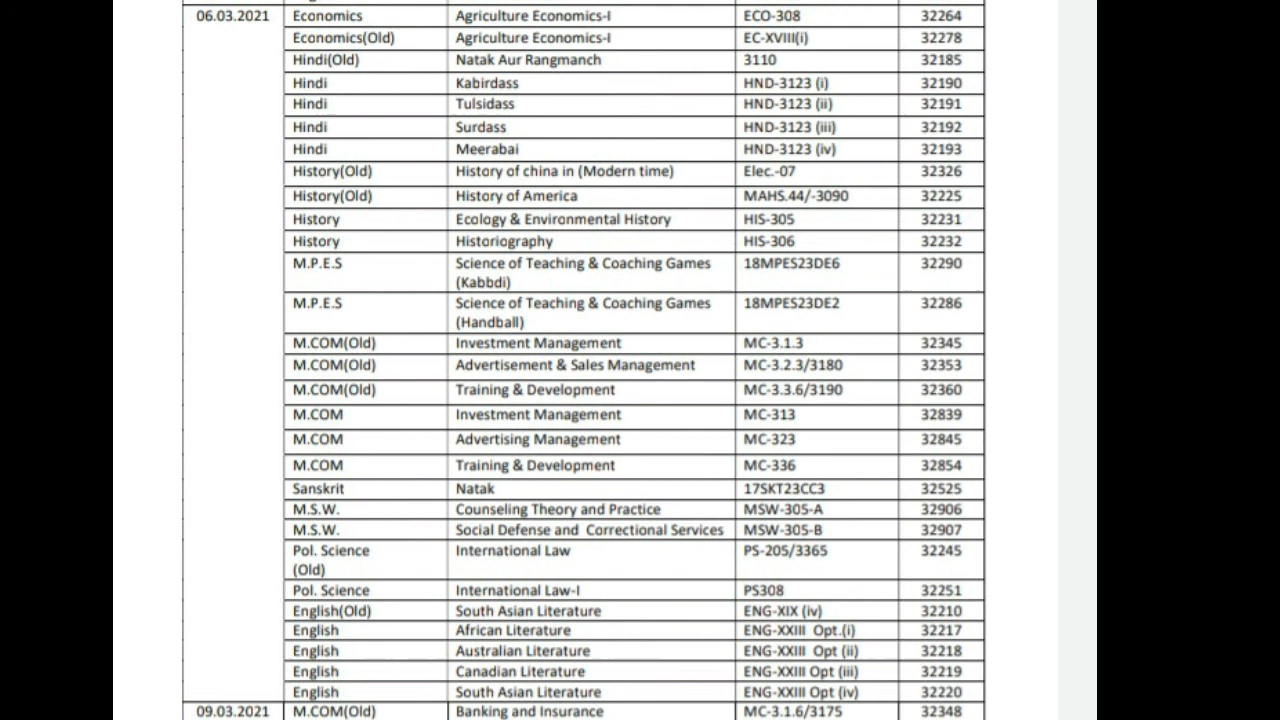 06.03.2021 Economics Agriculture Economics-I ECO-308 32264
Economics(Old) Agriculture Economics-I EC-XVIII(i) 32278
Hindi(Old) Natak Aur Rangmanch 3110 32185
Hindi Kabirdass HND-3123 (i) 32190
Hindi Tulsidass HND-3123 (ii) 32191
Hindi Surdass HND-3123 (iii) 32192
Hindi Meerabai HND-3123 (iv) 32193
History(Old) History of china in (Modern time) Elec.-07 32326
History(Old) History of America MAHS.44/-3090 32225
History Ecology & Environmental History HIS-305 32231
History Historiography HIS-306 32232
M.P.E.S Science of Teaching & Coaching Games 18MPES23DE6 32290
(Kabbdi)
M.P.E.S Science of Teaching & Coaching Games 18MPES23DE2 32286
(Handball)
M.COM(Old) Investment Management MC-3.1.3 32345
M.COM(Old) Advertisement & Sales Management MC-3.2.3/3180 32353
M.COM(Old) Training & Development MC-3.3.6/3190 32360
M.COM Investment Management MC-313 32839
M.COM Advertising Management MC-323 32845
M.COM Training & Development MC-336 32854
Sanskrit Natak 17SKT23CC3 32525
M.S.W. Counseling Theory and Practice MSW-305-A 32906
M.S.W. Social Defense and Correctional Services MSW-305-B 32907
Pol. Science International Law PS-205/3365 32245
(Old)
Pol. Science International Law-I PS308 32251
English(Old) South Asian Literature ENG-XIX (iv) 32210
English African Literature ENG-XXIII Opt.(i) 32217
English Australian Literature ENG-XXIII Opt (ii) 32218
English Canadian Literature ENG-XXIII Opt (iii) 32219
English South Asian Literature ENG-XXIII Opt (iv) 32220
09.03.2021 M.COM(Old) Banking and Insurance MC-3.1.6/3175 32348